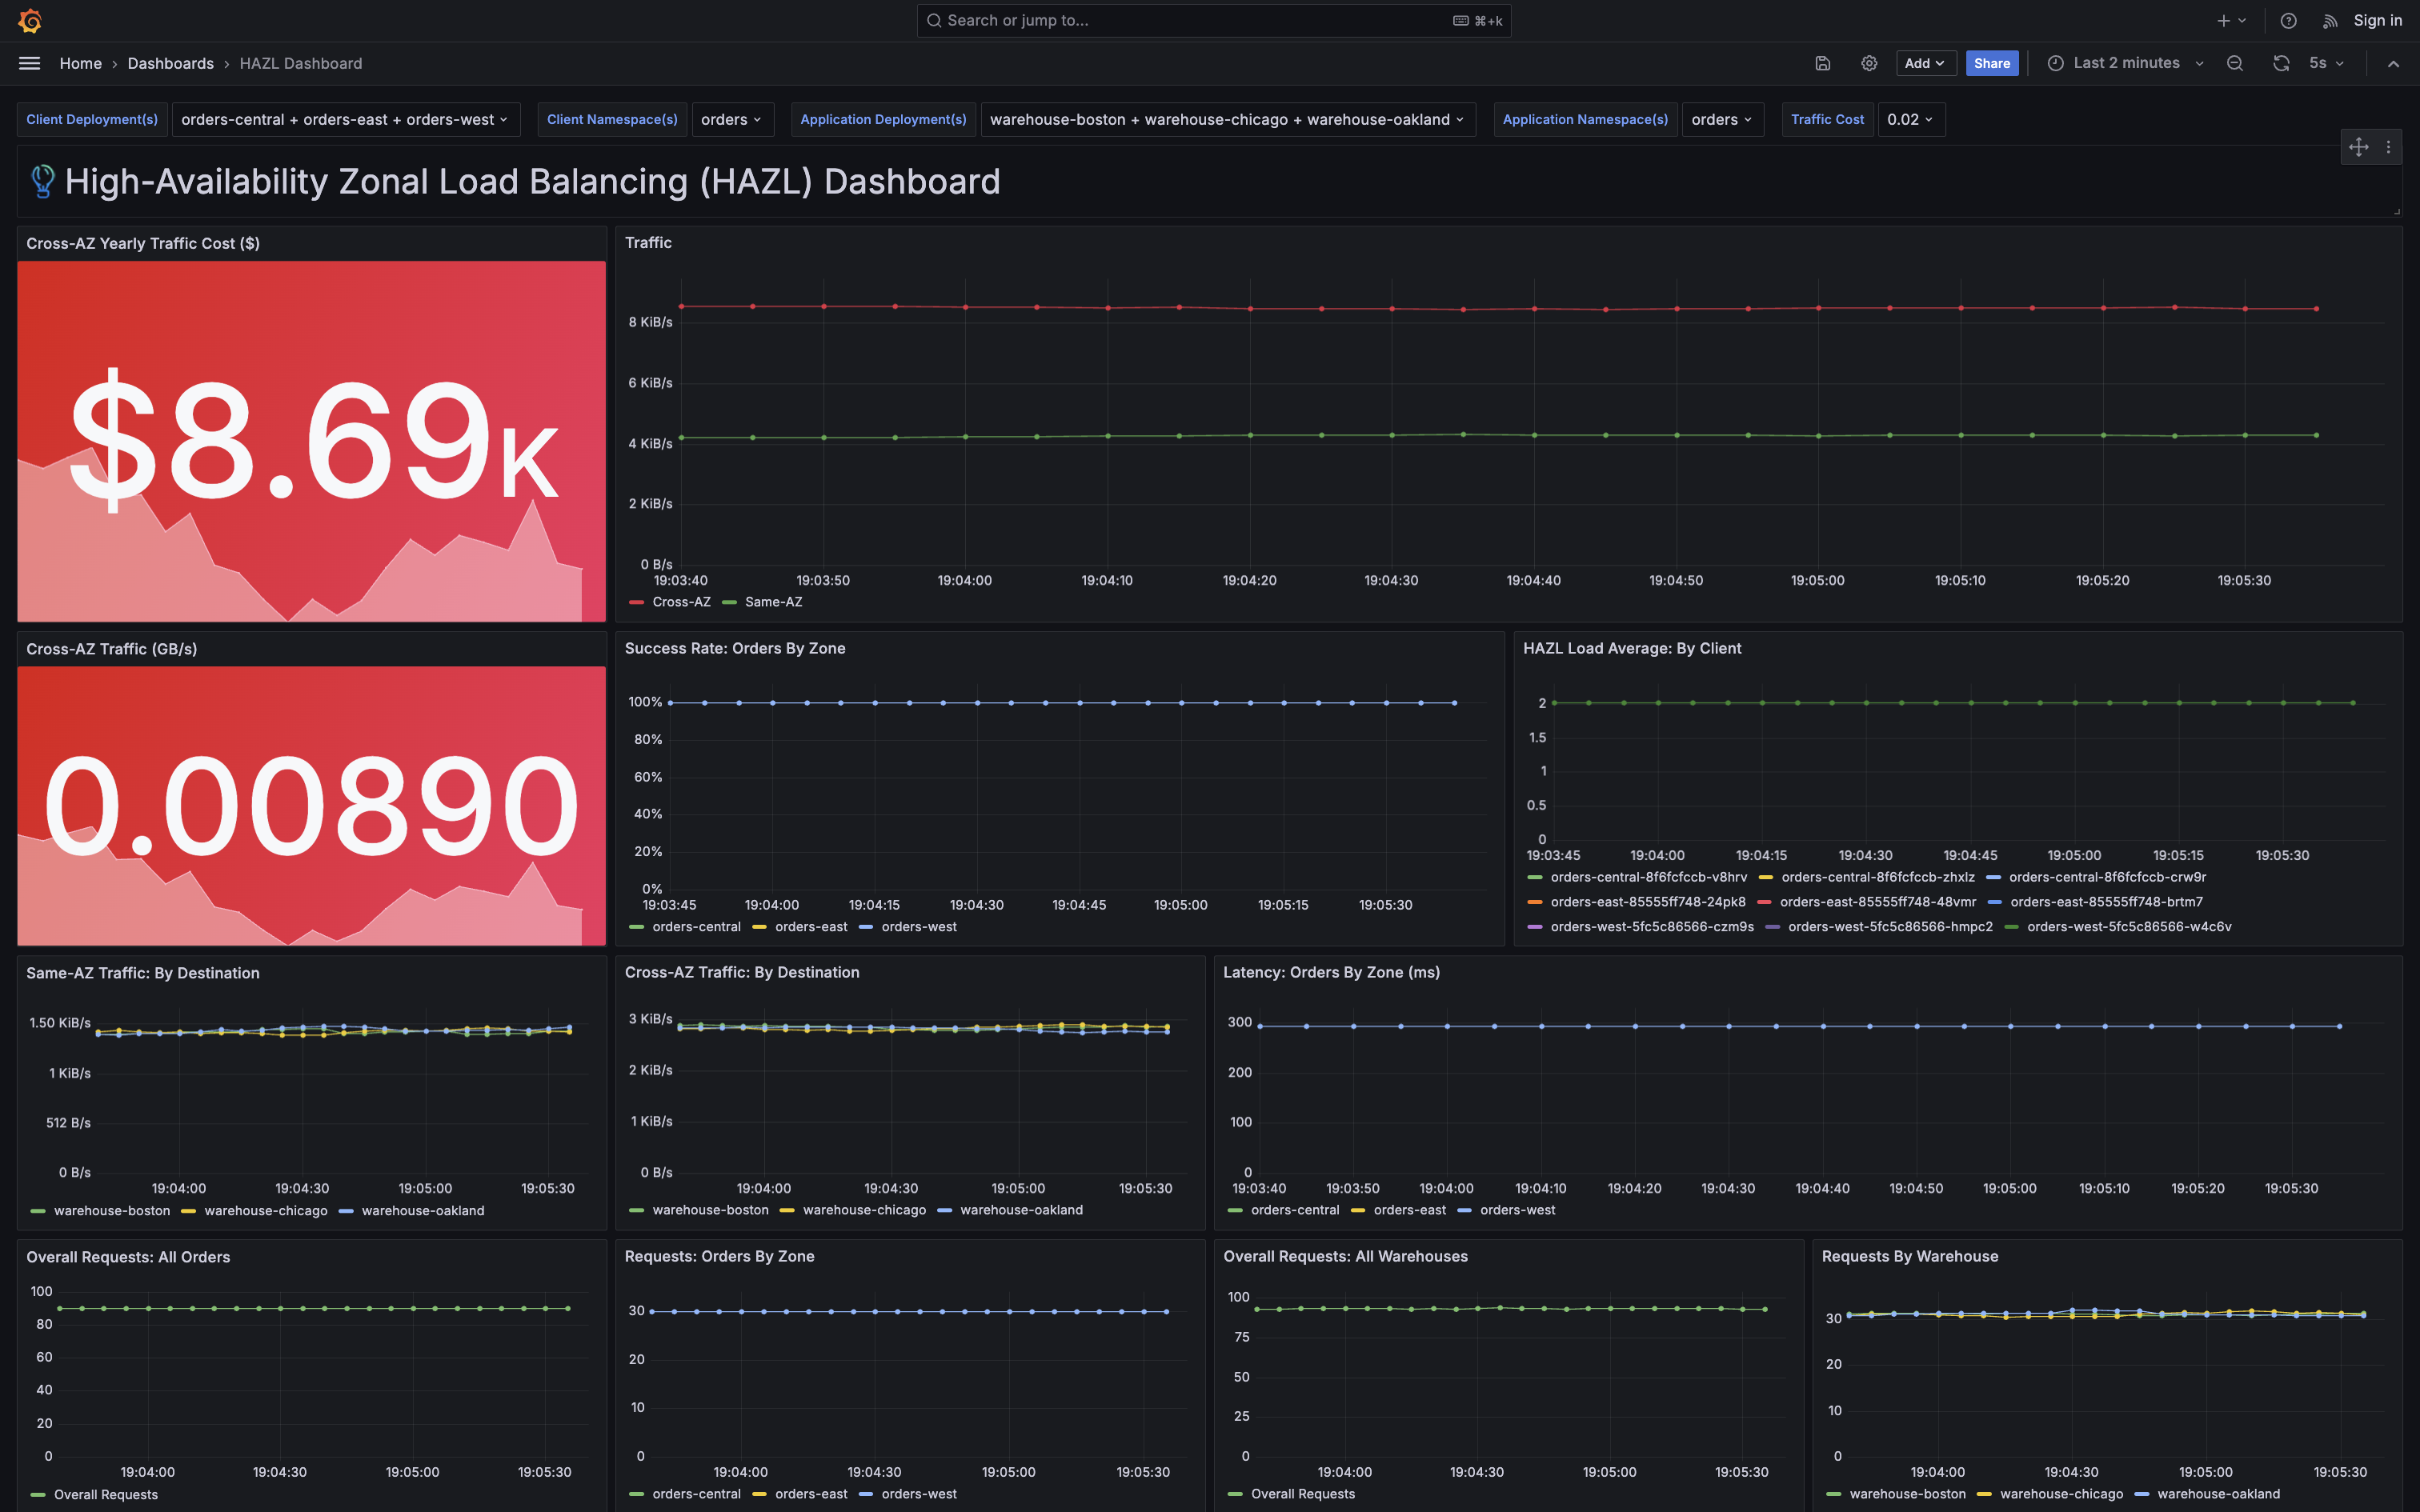 Search or jump to... ⌘+k Sign in
Home › Dashboards › HAZL Dashboard Add Share Last 2 minutes 5s
Client Deployment(s) orders-central + orders-east + orders-west Client Namespace(s) orders Application Deployment(s) warehouse-boston + warehouse-chicago + warehouse-oakland Application Namespace(s) orders Traffic Cost 0.02
High-Availability Zonal Load Balancing (HAZL) Dashboard
Cross-AZ Yearly Traffic Cost ($)
$8.69K
Traffic
8 KiB/s
6 KiB/s
4 KiB/s
2 KiB/s
0 B/s
19:03:40 19:03:50 19:04:00 19:04:10 19:04:20 19:04:30 19:04:40 19:04:50 19:05:00 19:05:10 19:05:20 19:05:30
Cross-AZ Same-AZ
Cross-AZ Traffic (GB/s)
0.00890
Success Rate: Orders By Zone
100%
80%
60%
40%
20%
0%
19:03:45 19:04:00 19:04:15 19:04:30 19:04:45 19:05:00 19:05:15 19:05:30
orders-central orders-east orders-west
HAZL Load Average: By Client
2
1.5
1
0.5
0
19:03:45 19:04:00 19:04:15 19:04:30 19:04:45 19:05:00 19:05:15 19:05:30
orders-central-8f6fcfccb-v8hrv orders-central-8f6fcfccb-zhxlz orders-central-8f6fcfccb-crw9r
orders-east-85555ff748-24pk8 orders-east-85555ff748-48vmr orders-east-85555ff748-brtm7
orders-west-5fc5c86566-czm9s orders-west-5fc5c86566-hmpc2 orders-west-5fc5c86566-w4c6v
Same-AZ Traffic: By Destination
1.50 KiB/s
1 KiB/s
512 B/s
0 B/s
19:04:00 19:04:30 19:05:00 19:05:30
warehouse-boston warehouse-chicago warehouse-oakland
Cross-AZ Traffic: By Destination
3 KiB/s
2 KiB/s
1 KiB/s
0 B/s
19:04:00 19:04:30 19:05:00 19:05:30
warehouse-boston warehouse-chicago warehouse-oakland
Latency: Orders By Zone (ms)
300
200
100
0
19:03:40 19:03:50 19:04:00 19:04:10 19:04:20 19:04:30 19:04:40 19:04:50 19:05:00 19:05:10 19:05:20 19:05:30
orders-central orders-east orders-west
Overall Requests: All Orders
100
80
60
40
20
0
19:04:00 19:04:30 19:05:00 19:05:30
Overall Requests
Requests: Orders By Zone
30
20
10
0
19:04:00 19:04:30 19:05:00 19:05:30
orders-central orders-east orders-west
Overall Requests: All Warehouses
100
75
50
25
0
19:04:00 19:04:30 19:05:00 19:05:30
Overall Requests
Requests By Warehouse
30
20
10
0
19:04:00 19:04:30 19:05:00 19:05:30
warehouse-boston warehouse-chicago warehouse-oakland